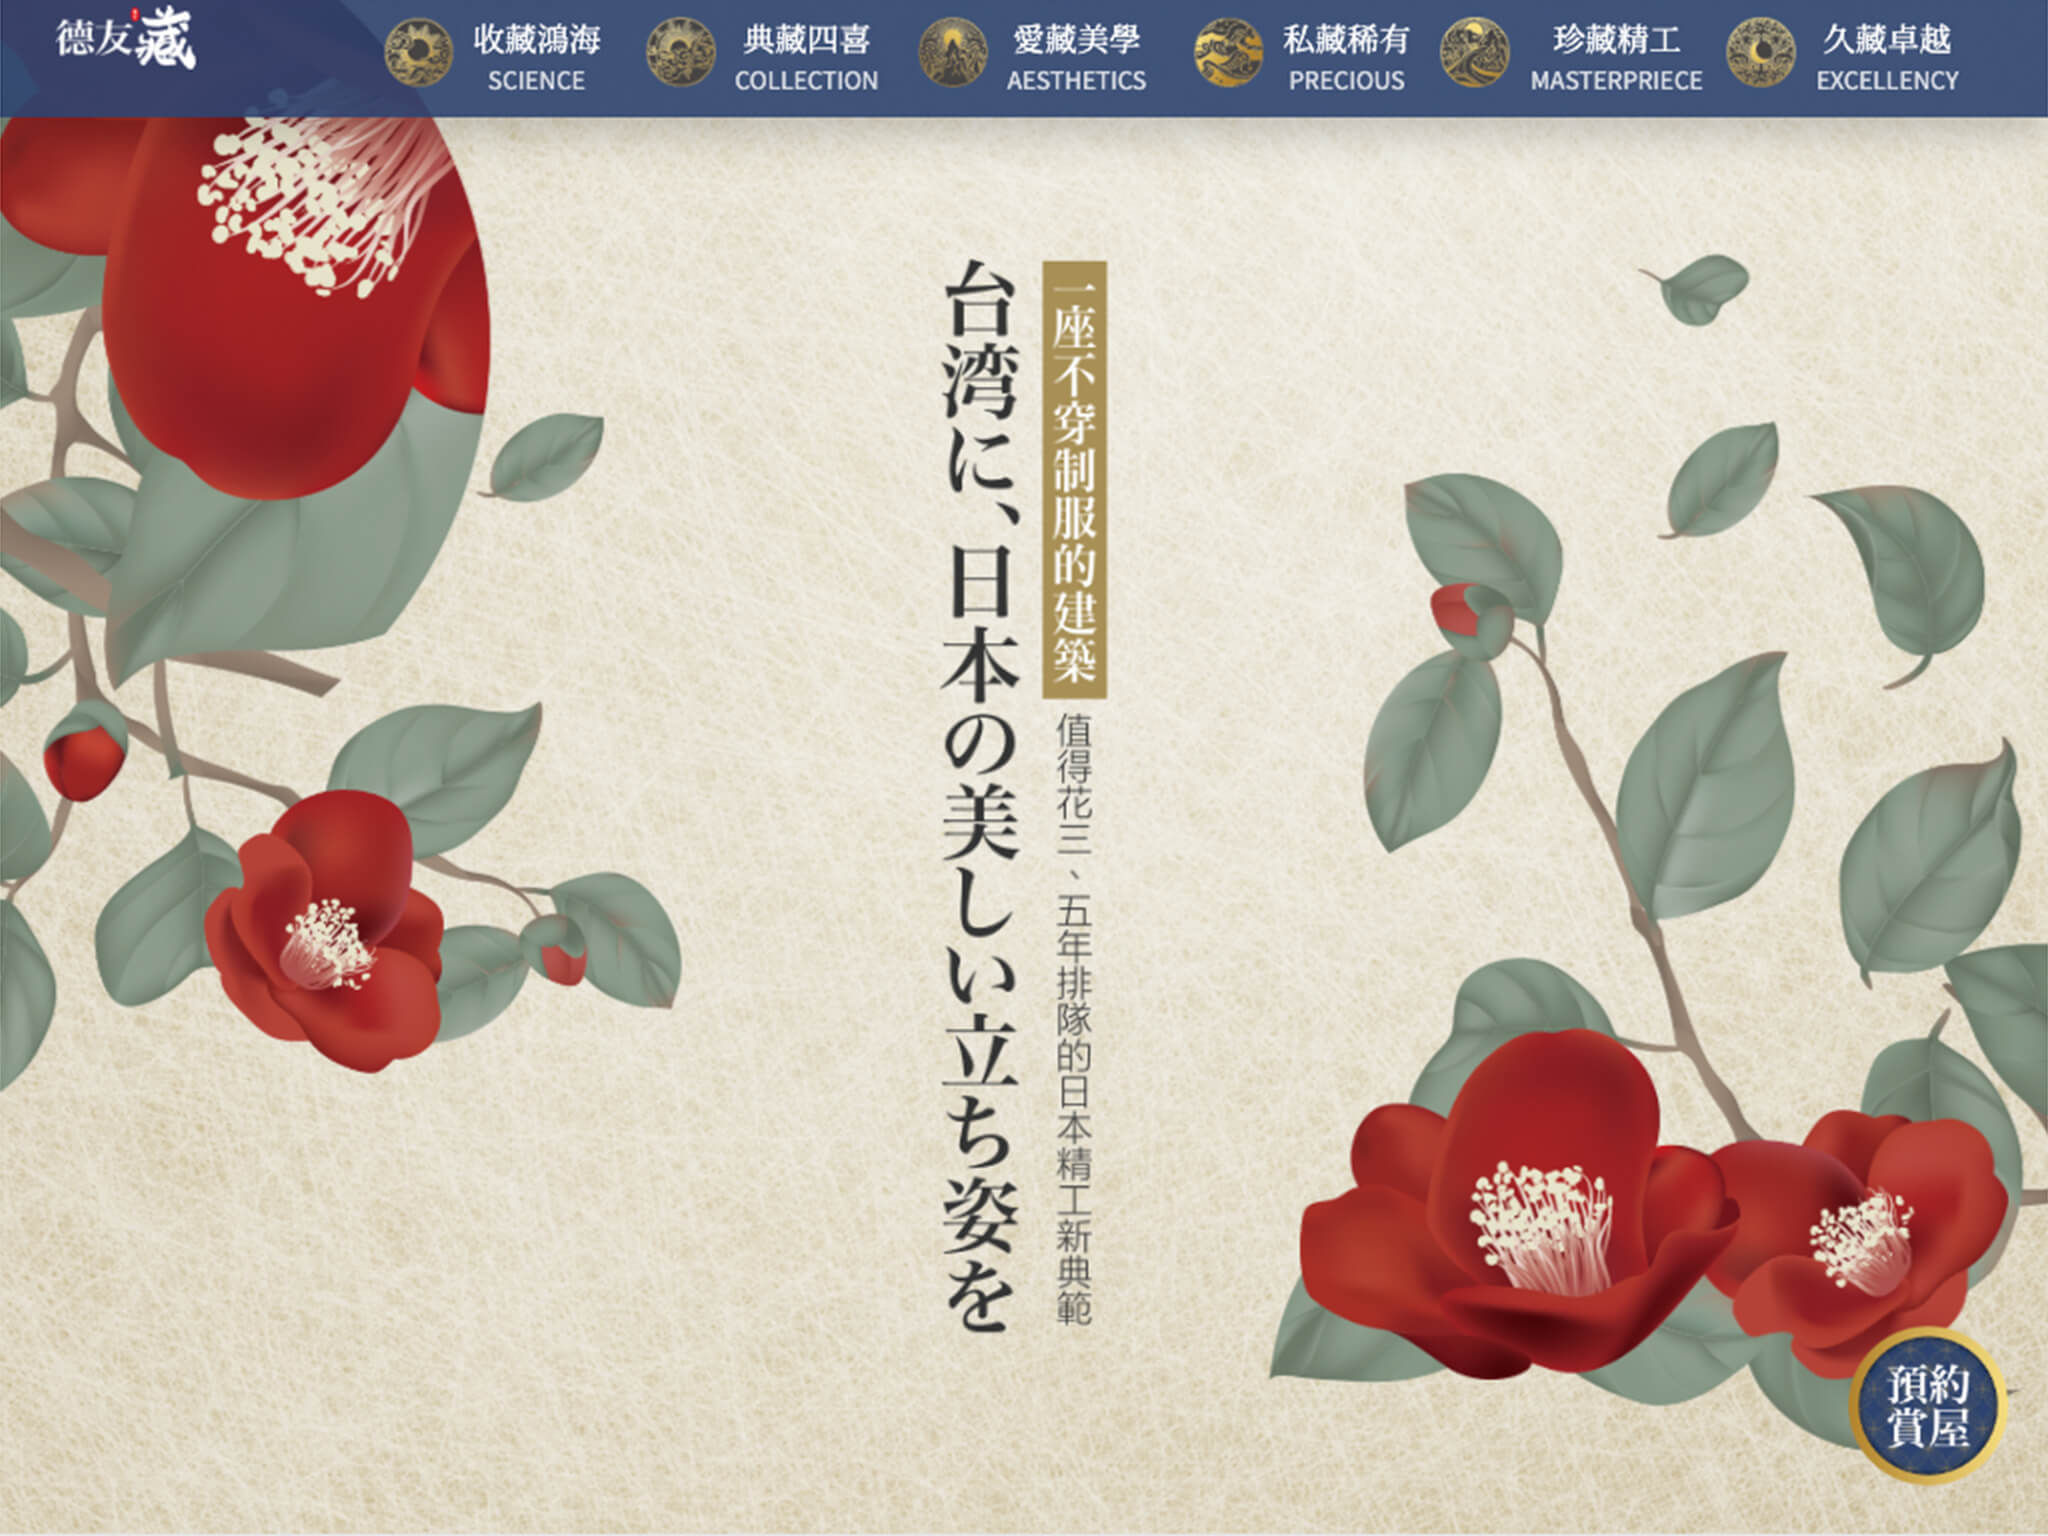 德友藏
收藏鴻海
SCIENCE
典藏四喜
COLLECTION
愛藏美學
AESTHETICS
私藏稀有
PRECIOUS
珍藏精工
MASTERPRIECE
久藏卓越
EXCELLENCY
一座不穿制服的建築
值得花三、五年排隊的日本精工新典範
台湾に、日本の美しい立ち姿を
預約
賞屋